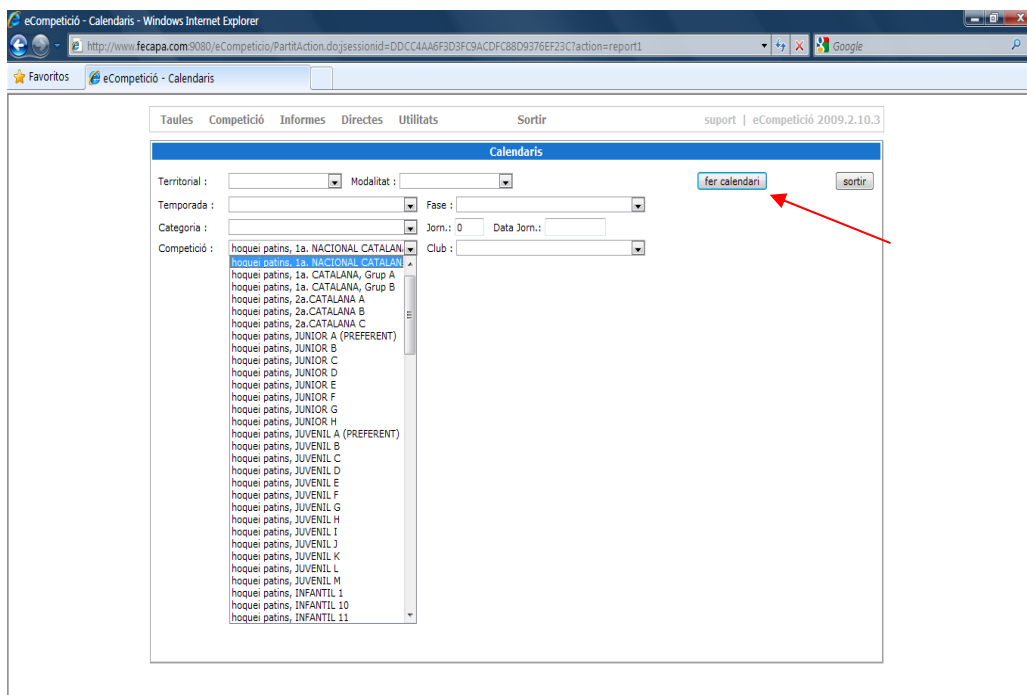 eCompetició - Calendaris - Windows Internet Explorer
http://www.fecapa.com:9080/eCompeticio/PartitAction.do;jsessionid=DDCC4AA6F3D3FC9ACDFC88D9376EF23C?action=report1
Google
Favoritos
eCompetició - Calendaris
Taules Competició Informes Directes Utilitats Sortir suport | eCompetició 2009.2.10.3
Calendaris
Territorial : Modalitat : fer calendari sortir
Temporada : Fase :
Categoria : Jorn.: 0 Data Jorn.:
Competició : hoquei patins, 1a. NACIONAL CATALAN Club :
hoquei patins, 1a. NACIONAL CATALAN
hoquei patins, 1a. CATALANA, Grup A
hoquei patins, 1a. CATALANA, Grup B
hoquei patins, 2a.CATALANA A
hoquei patins, 2a.CATALANA B
hoquei patins, 2a.CATALANA C
hoquei patins, JUNIOR A (PREFERENT)
hoquei patins, JUNIOR B
hoquei patins, JUNIOR C
hoquei patins, JUNIOR D
hoquei patins, JUNIOR E
hoquei patins, JUNIOR F
hoquei patins, JUNIOR G
hoquei patins, JUNIOR H
hoquei patins, JUVENIL A (PREFERENT)
hoquei patins, JUVENIL B
hoquei patins, JUVENIL C
hoquei patins, JUVENIL D
hoquei patins, JUVENIL E
hoquei patins, JUVENIL F
hoquei patins, JUVENIL G
hoquei patins, JUVENIL H
hoquei patins, JUVENIL I
hoquei patins, JUVENIL J
hoquei patins, JUVENIL K
hoquei patins, JUVENIL L
hoquei patins, JUVENIL M
hoquei patins, INFANTIL 1
hoquei patins, INFANTIL 10
hoquei patins, INFANTIL 11